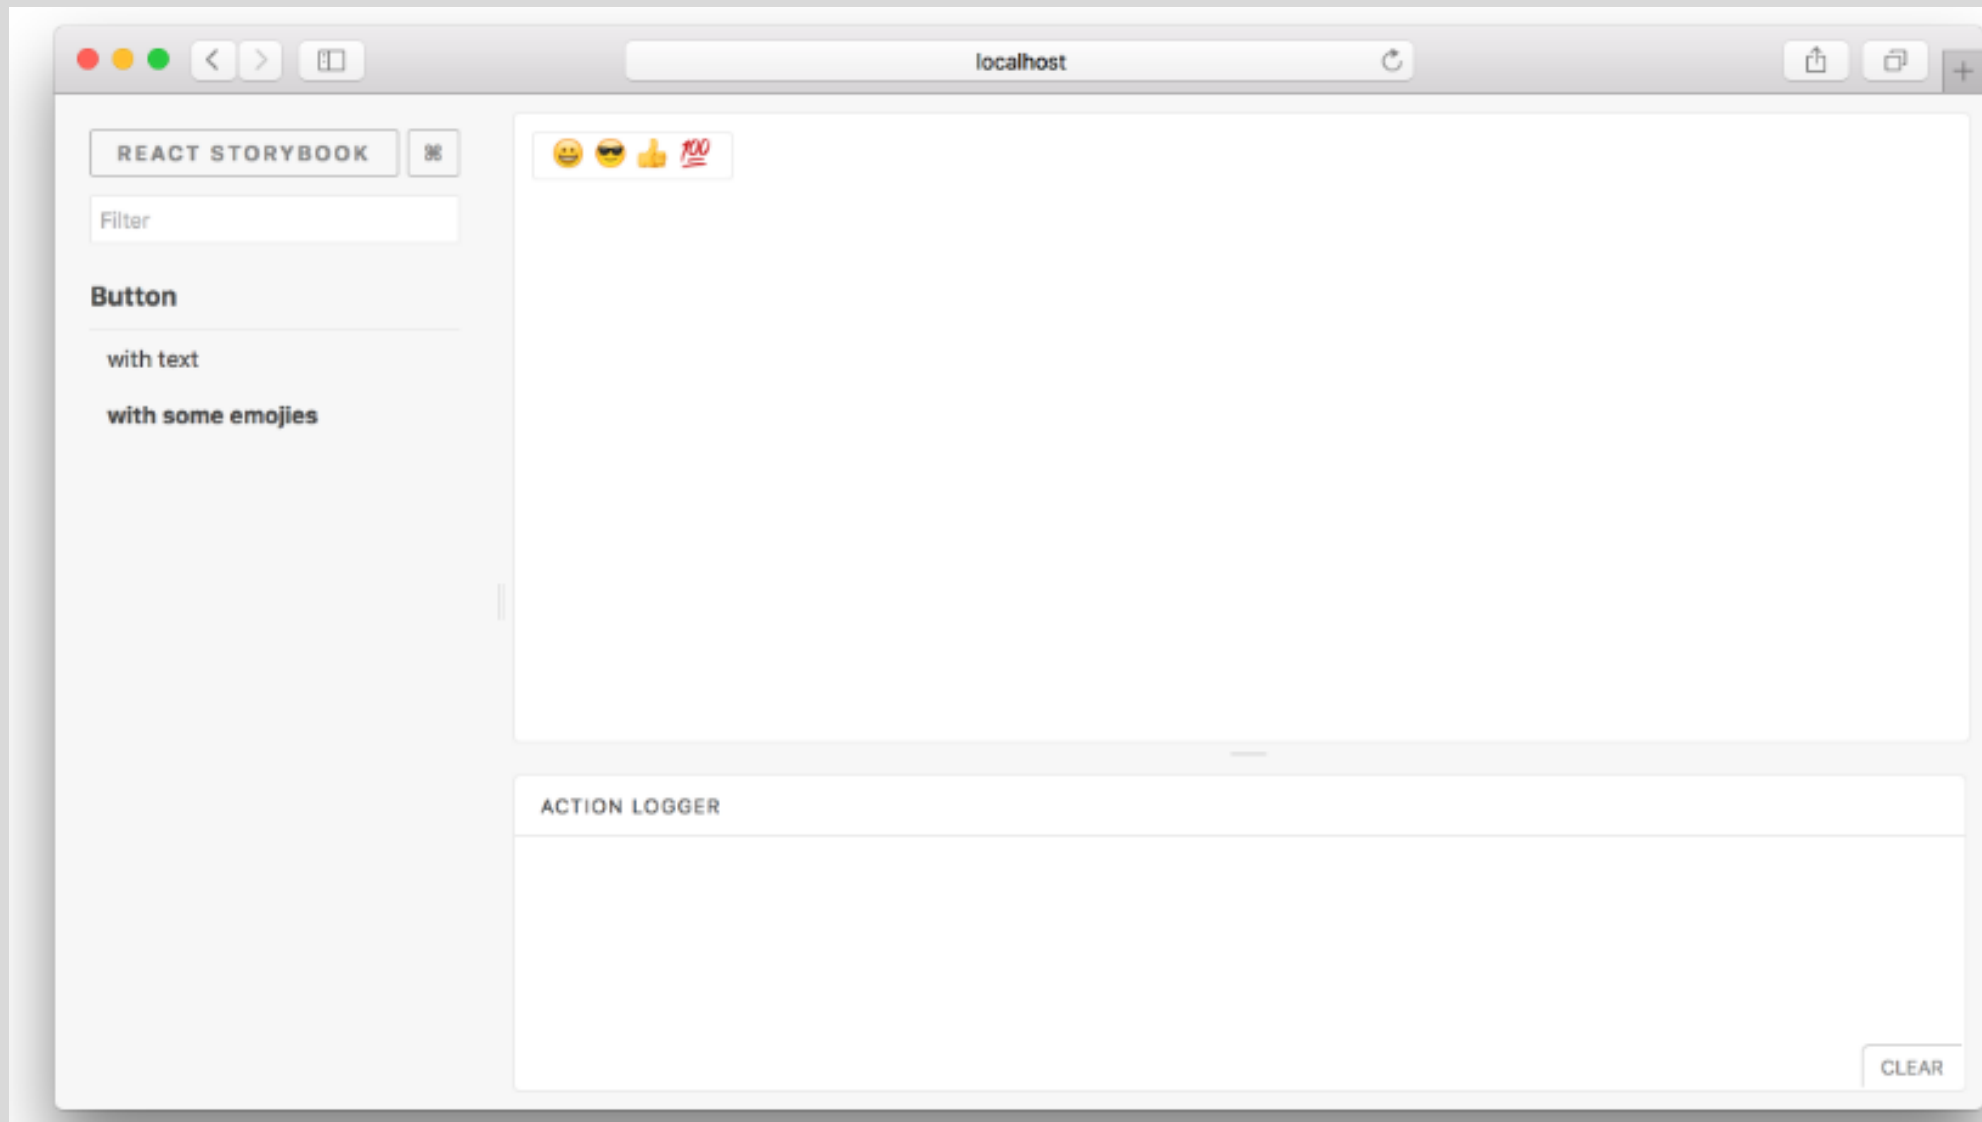 localhost
REACT STORYBOOK ⌘
Filter
Button
with text
with some emojies
😀 😎 👍 💯
ACTION LOGGER
CLEAR